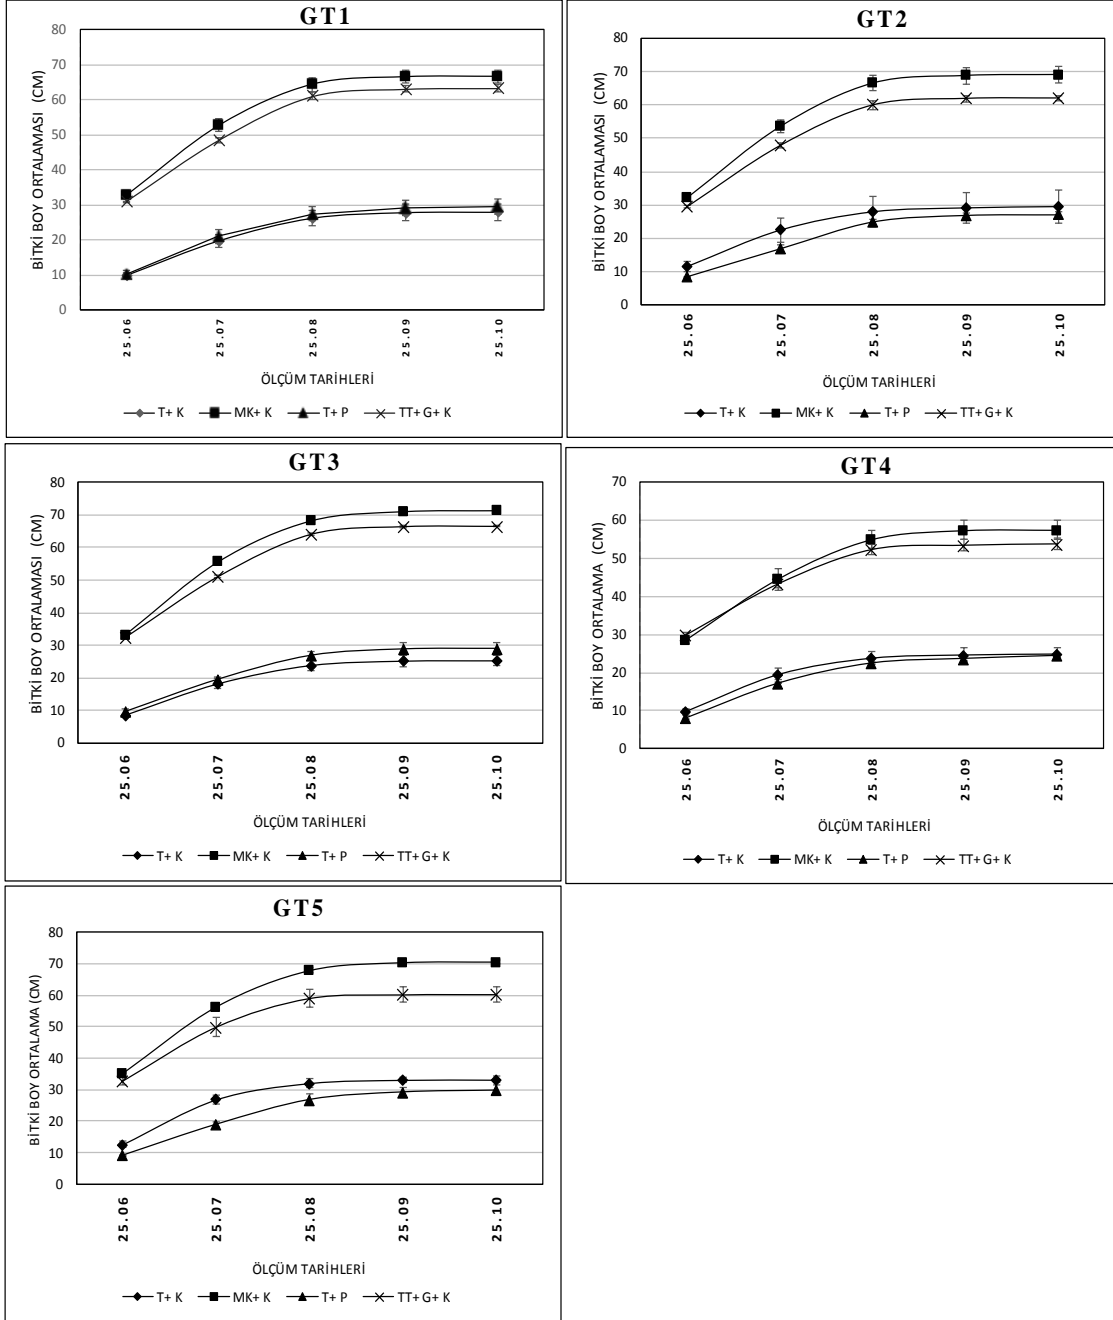 GT1
BİTKİ BOY ORTALAMASI (CM)
80
70
60
50
40
30
20
10
0
25.06
25.07
25.08
25.09
25.10
ÖLÇÜM TARİHLERİ
T+ K
MK+ K
T+ P
TT+ G+ K
GT2
BİTKİ BOY ORTALAMASI (CM)
80
70
60
50
40
30
20
10
0
25.06
25.07
25.08
25.09
25.10
ÖLÇÜM TARİHLERİ
T+ K
MK+ K
T+ P
TT+ G+ K
GT3
BİTKİ BOY ORTALAMASI (CM)
80
70
60
50
40
30
20
10
0
25.06
25.07
25.08
25.09
25.10
ÖLÇÜM TARİHLERİ
T+ K
MK+ K
T+ P
TT+ G+ K
GT4
BİTKİ BOY ORTALAMA (CM)
70
60
50
40
30
20
10
0
25.06
25.07
25.08
25.09
25.10
ÖLÇÜM TARİHLERİ
T+ K
MK+ K
T+ P
TT+ G+ K
GT5
BİTKİ BOY ORTALAMA (CM)
80
70
60
50
40
30
20
10
0
25.06
25.07
25.08
25.09
25.10
ÖLÇÜM TARİHLERİ
T+ K
MK+ K
T+ P
TT+ G+ K